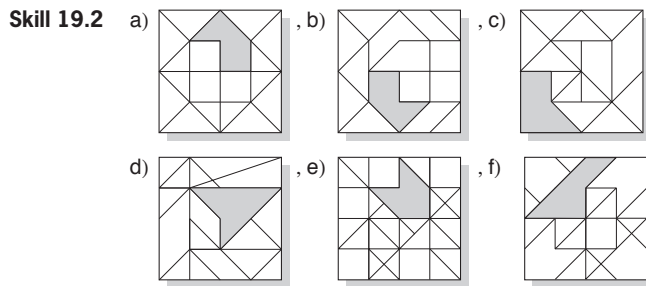 Skill 19.2 a) , b) , c)
d) , e) , f)